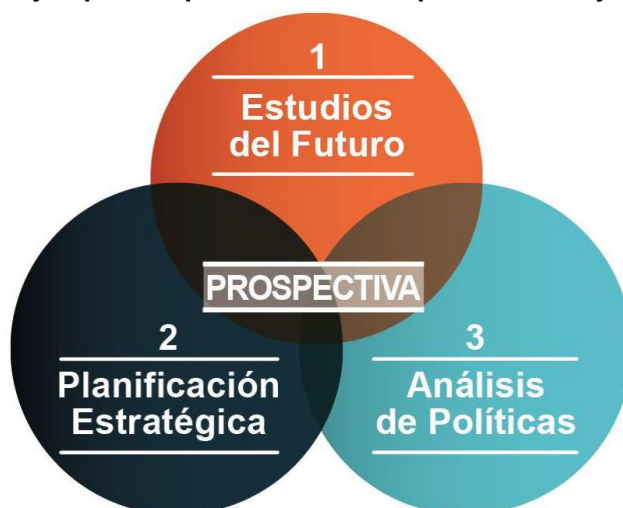 1
Estudios
del Futuro
PROSPECTIVA
2
Planificación
Estratégica
3
Análisis
de Políticas